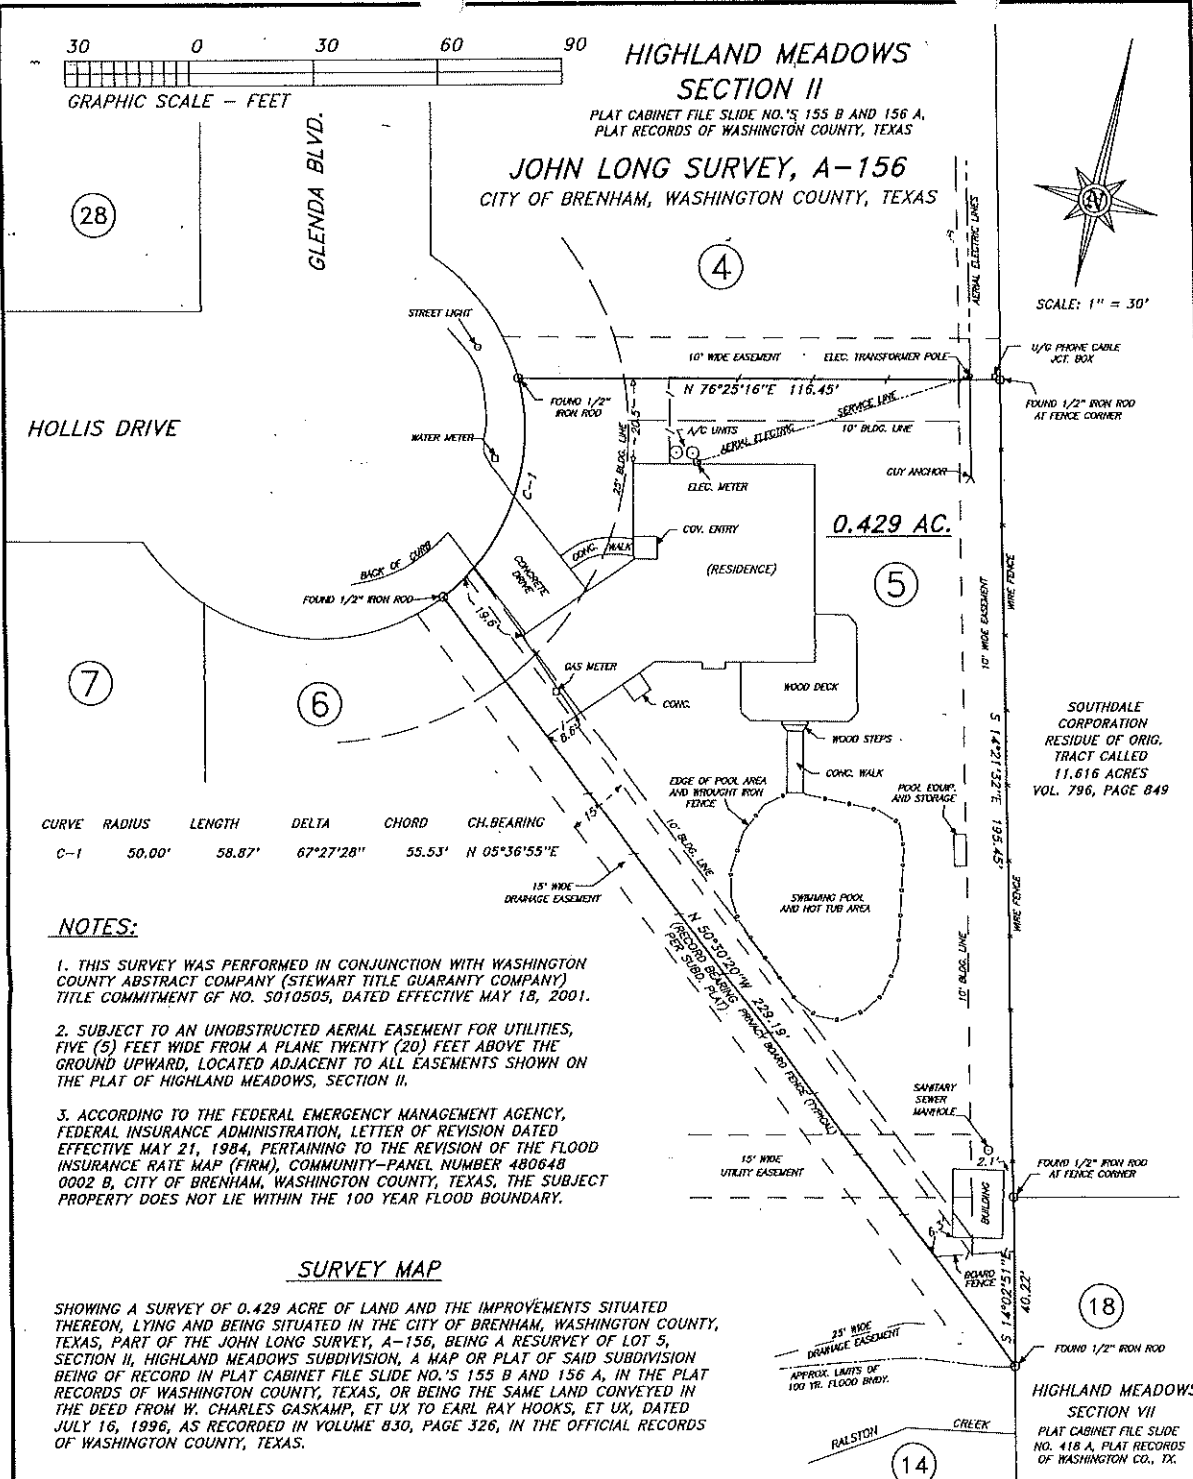 30 0 30 60 90
GRAPHIC SCALE - FEET
HIGHLAND MEADOWS
SECTION II
PLAT CABINET FILE SLIDE NO.'S 155 B AND 156 A,
PLAT RECORDS OF WASHINGTON COUNTY, TEXAS
JOHN LONG SURVEY, A-156
CITY OF BRENHAM, WASHINGTON COUNTY, TEXAS
GLENDA BLVD.
28
4
AERIAL ELECTRIC LINES
N
SCALE: 1" = 30'
STREET LIGHT
10' WIDE EASEMENT
ELEC. TRANSFORMER POLE
U/G PHONE CABLE
JCT. BOX
N 76°25'16"E 116.45'
FOUND 1/2"
IRON ROD
FOUND 1/2" IRON ROD
AT FENCE CORNER
HOLLIS DRIVE
WATER METER
C-1
25' BLDG. LINE
20.5'
A/C UNITS
AERIAL ELECTRIC
SERVICE LINE
10' BLDG. LINE
GUY ANCHOR
ELEC. METER
COV. ENTRY
0.429 AC.
(RESIDENCE)
5
BACK OF CURB
CONC. WALK
CONCRETE
DRIVE
FOUND 1/2" IRON ROD
19.6'
10' WIDE EASEMENT
WIRE FENCE
7
6
GAS METER
CONC.
8.6'
WOOD DECK
WOOD STEPS
CONC. WALK
EDGE OF POOL AREA
AND WROUGHT IRON
FENCE
POOL EQUIP.
AND STORAGE
S 14°21'32"E 195.45'
SOUTHDALE
CORPORATION
RESIDUE OF ORIG.
TRACT CALLED
11.616 ACRES
VOL. 796, PAGE 849
CURVE RADIUS LENGTH DELTA CHORD CH.BEARING
C-1 50.00' 58.87' 67°27'28" 55.53' N 05°36'55"E
15'
10' BLDG. LINE
15' WIDE
DRAINAGE EASEMENT
SWIMMING POOL
AND HOT TUB AREA
WIRE FENCE
10' BLDG. LINE
N 50°30'20"W 229.19'
(RECORD BEARING
PER SUBD. PLAT)
PRIVACY BOARD FENCE (TYPICAL)
NOTES:
1. THIS SURVEY WAS PERFORMED IN CONJUNCTION WITH WASHINGTON
COUNTY ABSTRACT COMPANY (STEWART TITLE GUARANTY COMPANY)
TITLE COMMITMENT GF NO. S010505, DATED EFFECTIVE MAY 18, 2001.
2. SUBJECT TO AN UNOBSTRUCTED AERIAL EASEMENT FOR UTILITIES,
FIVE (5) FEET WIDE FROM A PLANE TWENTY (20) FEET ABOVE THE
GROUND UPWARD, LOCATED ADJACENT TO ALL EASEMENTS SHOWN ON
THE PLAT OF HIGHLAND MEADOWS, SECTION II.
3. ACCORDING TO THE FEDERAL EMERGENCY MANAGEMENT AGENCY,
FEDERAL INSURANCE ADMINISTRATION, LETTER OF REVISION DATED
EFFECTIVE MAY 21, 1984, PERTAINING TO THE REVISION OF THE FLOOD
INSURANCE RATE MAP (FIRM), COMMUNITY-PANEL NUMBER 480648
0002 B, CITY OF BRENHAM, WASHINGTON COUNTY, TEXAS, THE SUBJECT
PROPERTY DOES NOT LIE WITHIN THE 100 YEAR FLOOD BOUNDARY.
SANITARY
SEWER
MANHOLE
15' WIDE
UTILITY EASEMENT
2.1'
BUILDING
FOUND 1/2" IRON ROD
AT FENCE CORNER
6.3'
BOARD
FENCE
S 14°02'51"E
40.22'
18
SURVEY MAP
SHOWING A SURVEY OF 0.429 ACRE OF LAND AND THE IMPROVEMENTS SITUATED
THEREON, LYING AND BEING SITUATED IN THE CITY OF BRENHAM, WASHINGTON COUNTY,
TEXAS, PART OF THE JOHN LONG SURVEY, A-156, BEING A RESURVEY OF LOT 5,
SECTION II, HIGHLAND MEADOWS SUBDIVISION, A MAP OR PLAT OF SAID SUBDIVISION
BEING OF RECORD IN PLAT CABINET FILE SLIDE NO.'S 155 B AND 156 A, IN THE PLAT
RECORDS OF WASHINGTON COUNTY, TEXAS, OR BEING THE SAME LAND CONVEYED IN
THE DEED FROM W. CHARLES GASKAMP, ET UX TO EARL RAY HOOKS, ET UX, DATED
JULY 16, 1996, AS RECORDED IN VOLUME 830, PAGE 326, IN THE OFFICIAL RECORDS
OF WASHINGTON COUNTY, TEXAS.
25' WIDE
DRAINAGE EASEMENT
APPROX. LIMITS OF
100 YR. FLOOD BNDY.
FOUND 1/2" IRON ROD
RALSTON CREEK
14
HIGHLAND MEADOWS
SECTION VII
PLAT CABINET FILE SLIDE
NO. 418 A, PLAT RECORDS
OF WASHINGTON CO., TX.